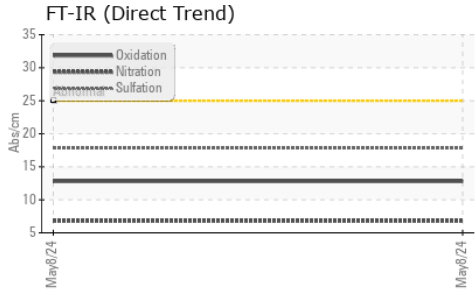 FT-IR (Direct Trend)
35
30
25
20
15
10
5
Abs/cm
Oxidation
Nitration
Sulfation
Abnormal
May8/24
May8/24